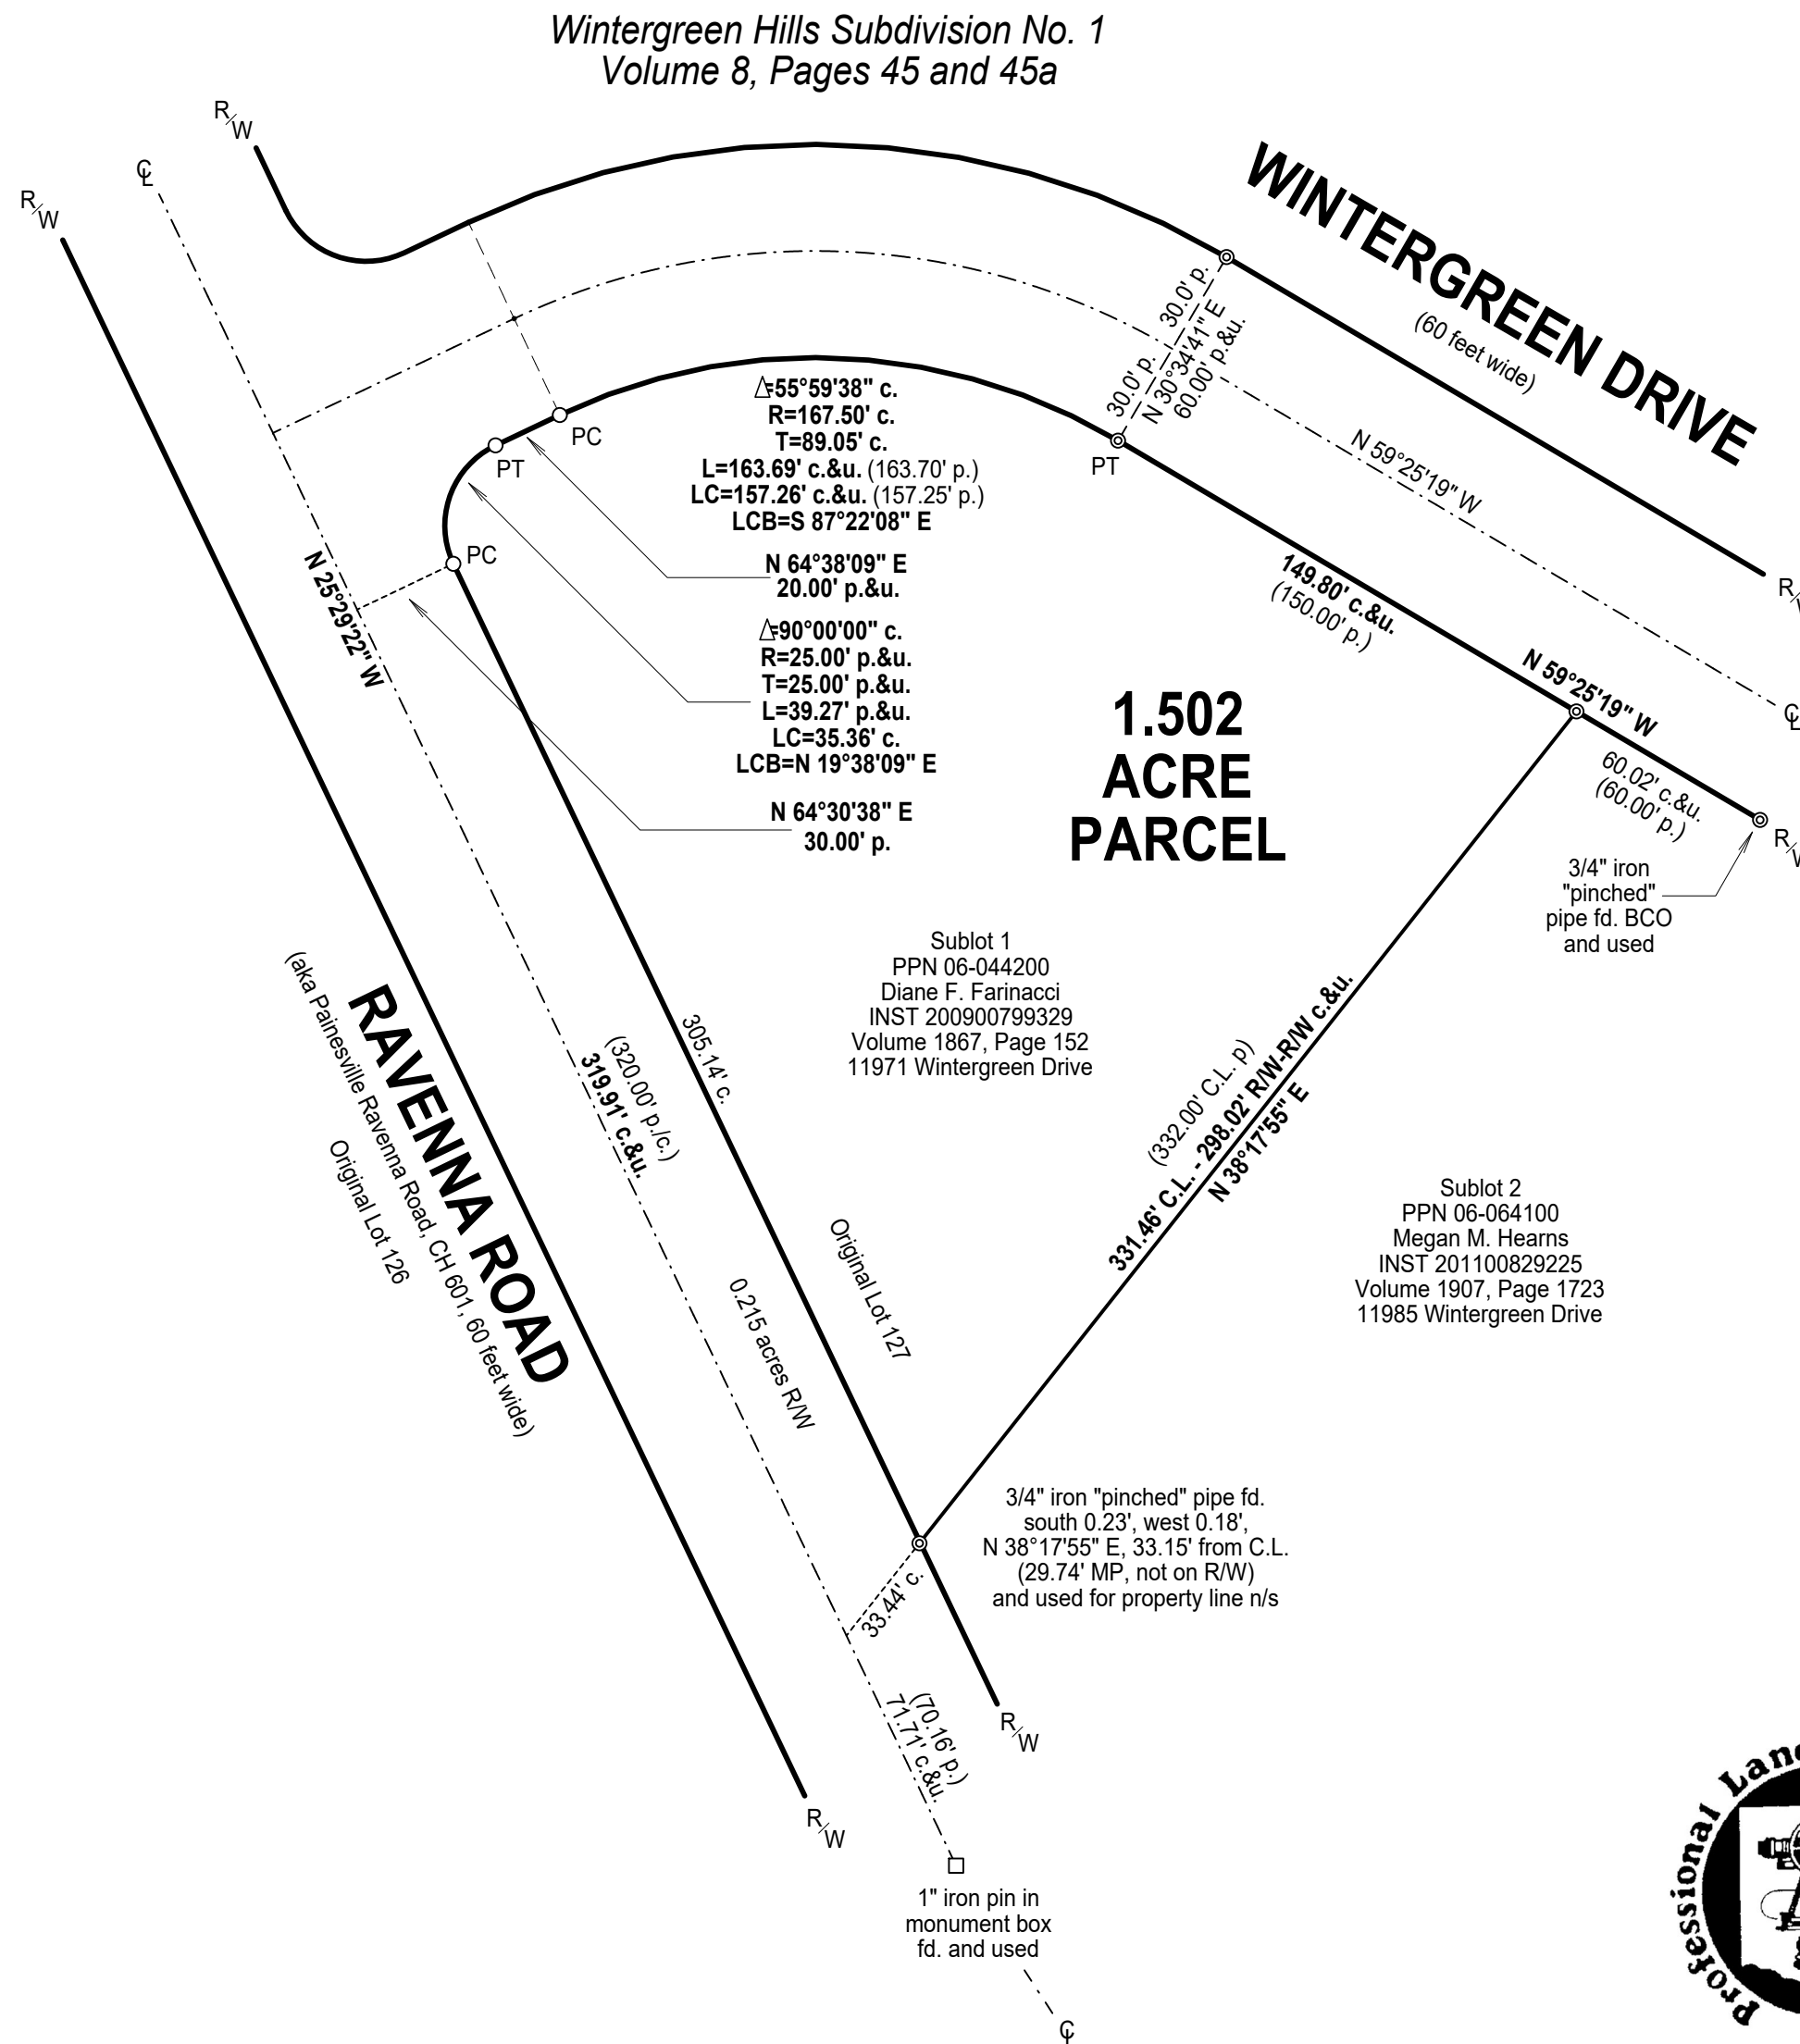 Wintergreen Hills Subdivision No. 1
Volume 8, Pages 45 and 45a
R/W
℄
R/W
WINTERGREEN DRIVE
(60 feet wide)
30.0' p.
30.0' p.
N 30°34'41" E
60.00' p.&u.
PC
PT
PC
PT
Δ=55°59'38" c.
R=167.50' c.
T=89.05' c.
L=163.69' c.&u. (163.70' p.)
LC=157.26' c.&u. (157.25' p.)
LCB=S 87°22'08" E
N 64°38'09" E
20.00' p.&u.
Δ=90°00'00" c.
R=25.00' p.&u.
T=25.00' p.&u.
L=39.27' p.&u.
LC=35.36' c.
LCB=N 19°38'09" E
N 64°30'38" E
30.00' p.
N 25°29'22" W
N 59°25'19" W
149.80' c.&u.
(150.00' p.)
N 59°25'19" W
60.02' c.&u.
(60.00' p.)
℄
1.502
ACRE
PARCEL
3/4" iron
"pinched"
pipe fd. BCO
and used
Sublot 1
PPN 06-044200
Diane F. Farinacci
INST 200900799329
Volume 1867, Page 152
11971 Wintergreen Drive
RAVENNA ROAD
(aka Painesville Ravenna Road, CH 601, 60 feet wide)
Original Lot 126
305.14' c.
(320.00' p./c.)
319.91' c.&u.
0.215 acres R/W
Original Lot 127
(332.00' C.L. p)
331.46' C.L. - 298.02' R/W-R/W c.&u.
N 38°17'55" E
Sublot 2
PPN 06-064100
Megan M. Hearns
INST 201100829225
Volume 1907, Page 1723
11985 Wintergreen Drive
3/4" iron "pinched" pipe fd.
south 0.23', west 0.18',
N 38°17'55" E, 33.15' from C.L.
(29.74' MP, not on R/W)
and used for property line n/s
33.44' c.
(70.16' p.)
71.71' c.&u.
R/W
R/W
1" iron pin in
monument box
fd. and used
℄
Professional Land